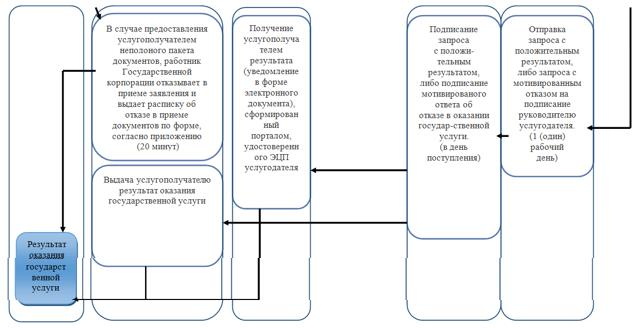 В случае предоставления
услугополучателем
неполоного пакета
документов, работник
Государственной
корпорации отказывает в
приеме заявления и
выдает расписку об
отказе в приеме
документов по форме,
согласно приложению
(20 минут)
Выдача услугополучателю
результат оказания
государственной услуги
Получение
услугополуча
телем
результата
(уведомление
в форме
электронного
документа),
сформирован
ный
порталом,
удостоверен
ного ЭЦП
услугодателя
Подписание
запроса
с положи-
тельным
результатом,
либо подписание
мотивированого
ответа об
отказе в оказании
государ-ственной
услуги.
(в день
поступления)
Отправка
запроса с
положительным
результатом,
либо запроса с
мотивированным
отказом на
подписание
руководителю
услугодателя.
(1 (один)
рабочий
день)
Результат
оказания
государст
венной
услуги